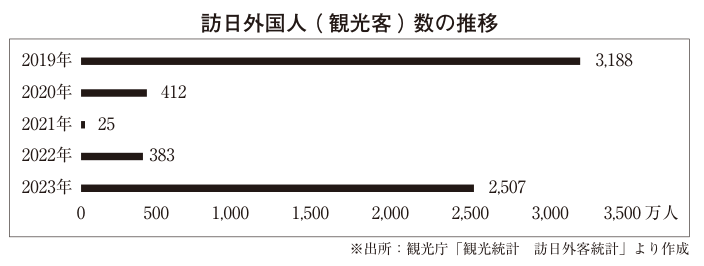 訪日外国人(観光客)数の推移
2019年 3,188
2020年 412
2021年 25
2022年 383
2023年 2,507
0 500 1,000 1,500 2,000 2,500 3,000 3,500万人
※出所：観光庁「観光統計　訪日外客統計」より作成